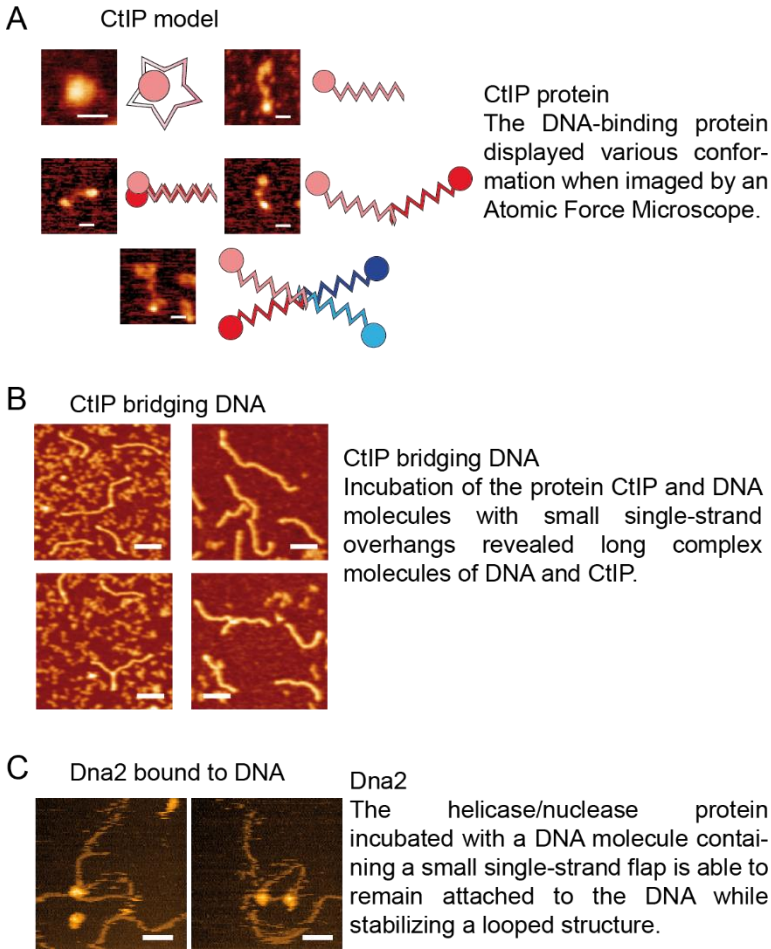 A
CtIP model
CtIP protein
The DNA-binding protein
displayed various confor-
mation when imaged by an
Atomic Force Microscope.
B
CtIP bridging DNA
CtIP bridging DNA
Incubation of the protein CtIP and DNA
molecules with small single-strand
overhangs revealed long complex
molecules of DNA and CtIP.
C
Dna2 bound to DNA
Dna2
The helicase/nuclease protein
incubated with a DNA molecule contai-
ning a small single-strand flap is able to
remain attached to the DNA while
stabilizing a looped structure.